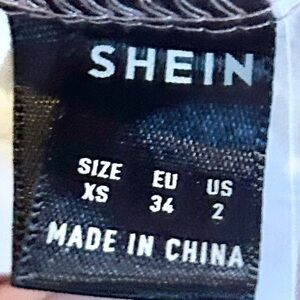 SHEIN
SIZE EU US
XS 34 2
MADE IN CHINA